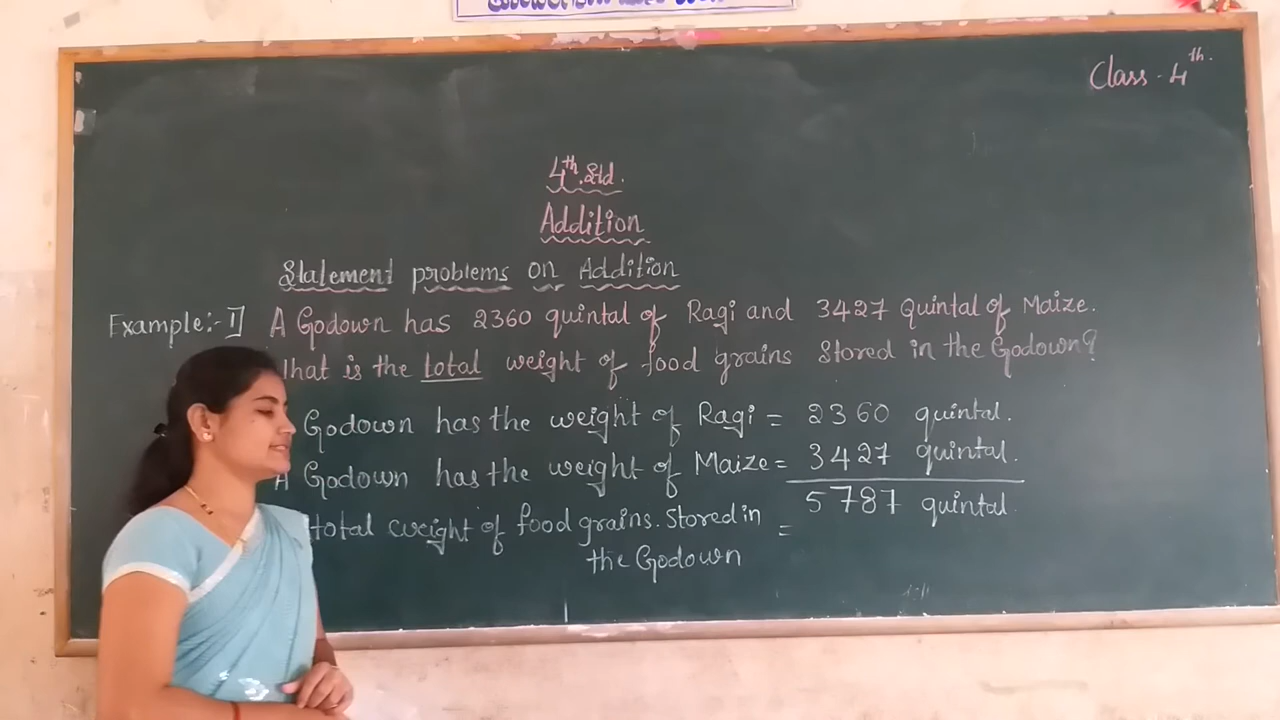 Class - 4th.
4th Std.
Addition
Statement problems on Addition
Example:- 1] A Godown has 2360 quintal of Ragi and 3427 Quintal of Maize.
is the total weight of food grains Stored in the Godown?
Godown has the weight of Ragi = 2360 quintal.
A Godown has the weight of Maize = 3427 quintal.
total weight of food grains. Stored in = 5787 quintal
the Godown